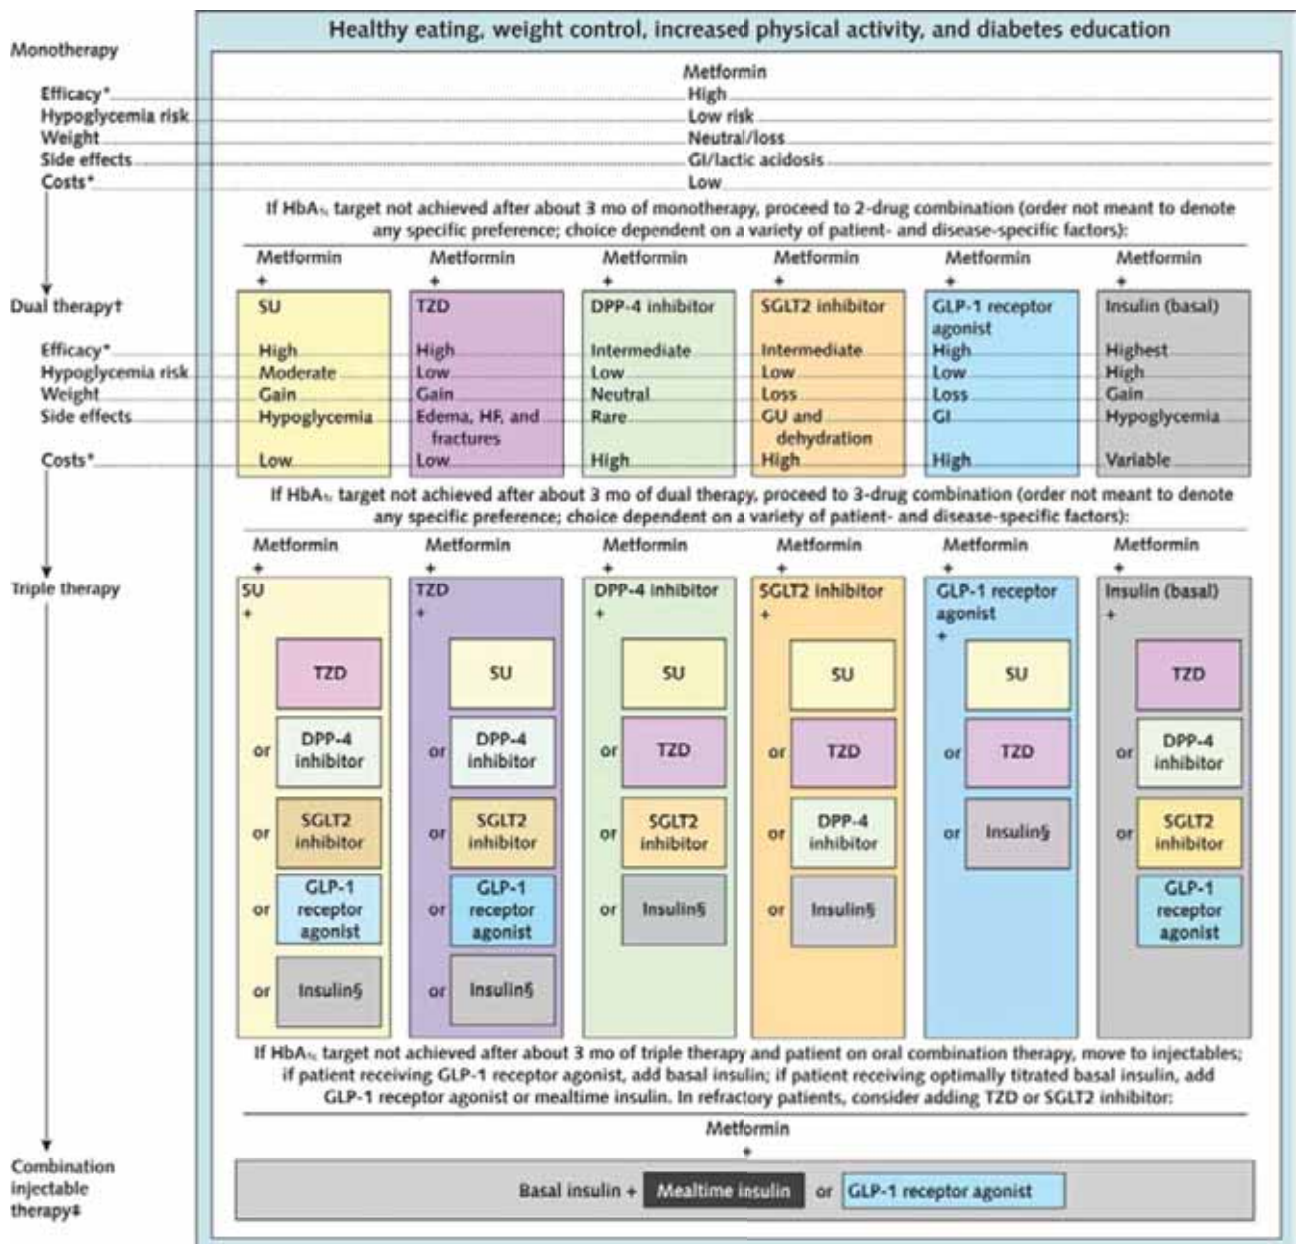 Healthy eating, weight control, increased physical activity, and diabetes education
Monotherapy
Metformin
Efficacy* High
Hypoglycemia risk Low risk
Weight Neutral/loss
Side effects GI/lactic acidosis
Costs* Low
If HbA₁c target not achieved after about 3 mo of monotherapy, proceed to 2-drug combination (order not meant to denote
any specific preference; choice dependent on a variety of patient- and disease-specific factors):
Metformin Metformin Metformin Metformin Metformin Metformin
+ + + + + +
Dual therapy† SU TZD DPP-4 inhibitor SGLT2 inhibitor GLP-1 receptor Insulin (basal)
agonist
Efficacy* High High Intermediate Intermediate High Highest
Hypoglycemia risk Moderate Low Low Low Low High
Weight Gain Gain Neutral Loss Loss Gain
Side effects Hypoglycemia Edema, HF, and Rare GU and GI Hypoglycemia
fractures dehydration
Costs* Low Low High High High Variable
If HbA₁c target not achieved after about 3 mo of dual therapy, proceed to 3-drug combination (order not meant to denote
any specific preference; choice dependent on a variety of patient- and disease-specific factors):
Metformin Metformin Metformin Metformin Metformin Metformin
+ + + + + +
Triple therapy SU TZD DPP-4 inhibitor SGLT2 inhibitor GLP-1 receptor Insulin (basal)
+ + + + agonist +
+
TZD SU SU SU SU TZD
or DPP-4 or DPP-4 or TZD or TZD or TZD or DPP-4
inhibitor inhibitor inhibitor
or SGLT2 or SGLT2 or SGLT2 or DPP-4 or Insulin§ or SGLT2
inhibitor inhibitor inhibitor inhibitor inhibitor
or GLP-1 or GLP-1 or Insulin§ or Insulin§ GLP-1
receptor receptor receptor
agonist agonist agonist
or Insulin§ or Insulin§
If HbA₁c target not achieved after about 3 mo of triple therapy and patient on oral combination therapy, move to injectables;
if patient receiving GLP-1 receptor agonist, add basal insulin; if patient receiving optimally titrated basal insulin, add
GLP-1 receptor agonist or mealtime insulin. In refractory patients, consider adding TZD or SGLT2 inhibitor:
Metformin
+
Combination
injectable
therapy‡
Basal insulin + Mealtime insulin or GLP-1 receptor agonist